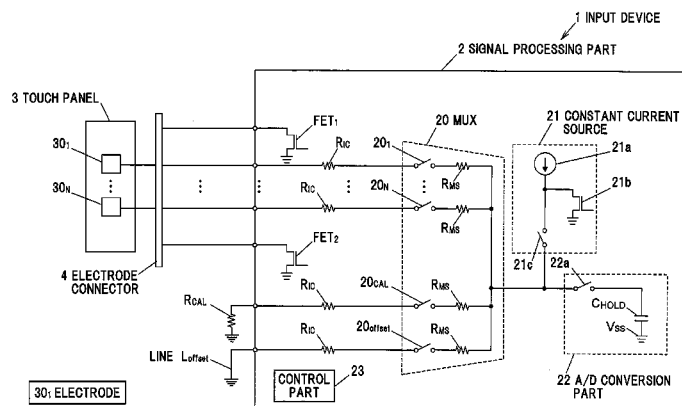 1 INPUT DEVICE
2 SIGNAL PROCESSING PART
3 TOUCH PANEL
FET1
20 MUX
21 CONSTANT CURRENT SOURCE
21a
301
RIC
201
RMS
21b
30N
RIC
20N
RMS
FET2
4 ELECTRODE CONNECTOR
21c
22a
RCAL
RIC
20CAL
RMS
CHOLD
RIC
20offset
RMS
VSS
LINE Loffset
301 ELECTRODE
CONTROL PART
23
22 A/D CONVERSION PART